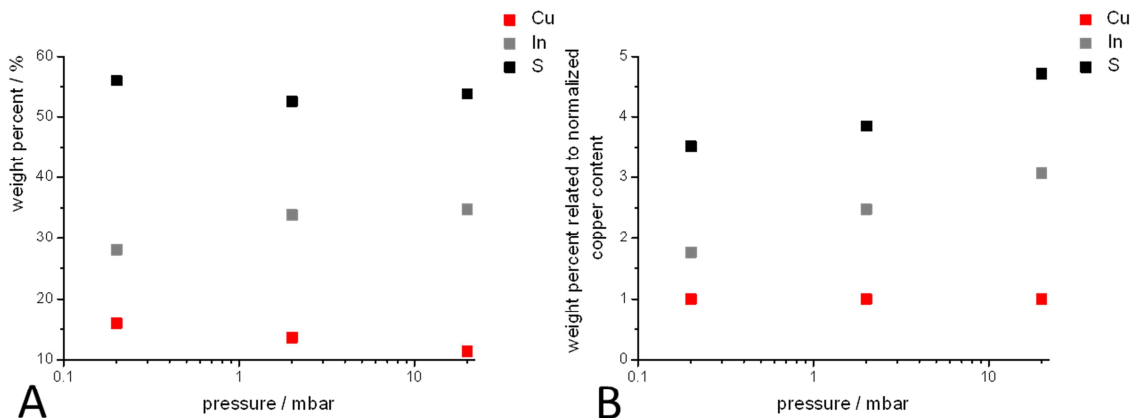 Cu
In
S
weight percent / %
60
50
40
30
20
10
0.1
1
10
pressure / mbar
A
Cu
In
S
weight percent related to normalized
copper content
5
4
3
2
1
0
0.1
1
10
pressure / mbar
B